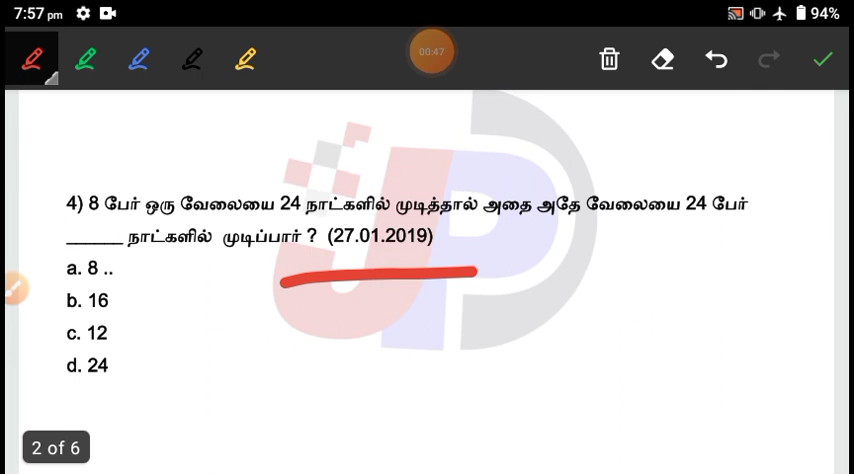 7:57 pm
94%
00:47
4) 8 பேர் ஒரு வேலையை 24 நாட்களில் முடித்தால் அதை அதே வேலையை 24 பேர்
______ நாட்களில் முடிப்பார் ? (27.01.2019)
a. 8 ..
b. 16
c. 12
d. 24
JP
2 of 6